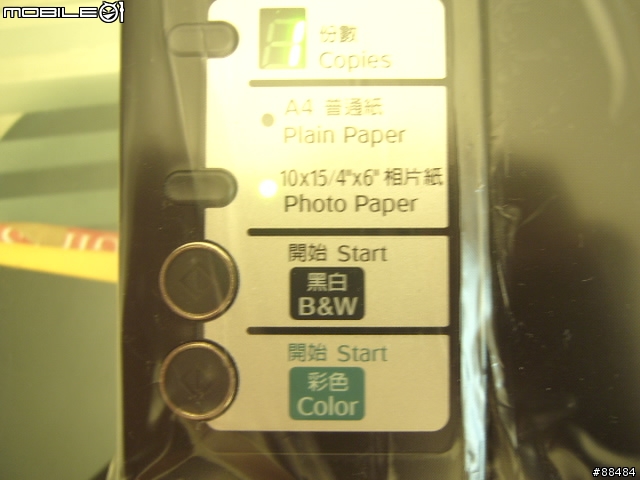 MOBILE01
1
份數
Copies
A4 普通紙
Plain Paper
10x15/4"x6" 相片紙
Photo Paper
開始 Start
黑白
B&W
開始 Start
彩色
Color
#88484